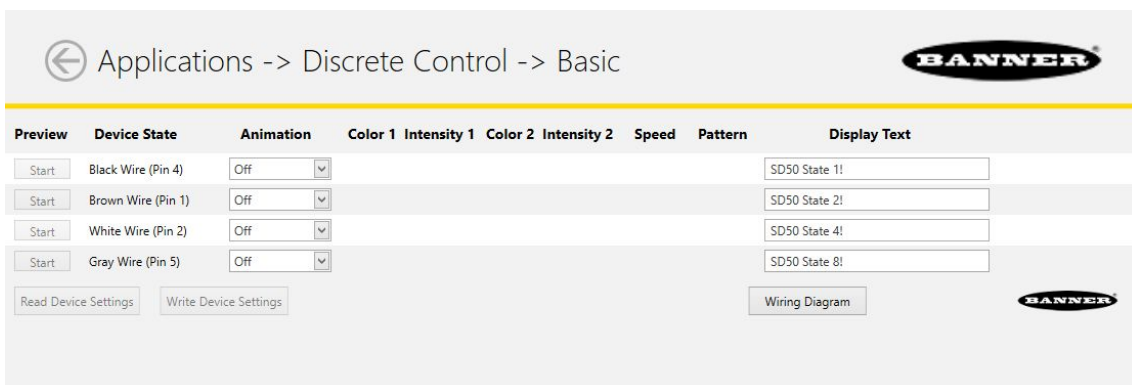 Applications -> Discrete Control -> Basic
BANNER
Preview Device State Animation Color 1 Intensity 1 Color 2 Intensity 2 Speed Pattern Display Text
Start Black Wire (Pin 4) Off SD50 State 1!
Start Brown Wire (Pin 1) Off SD50 State 2!
Start White Wire (Pin 2) Off SD50 State 4!
Start Gray Wire (Pin 5) Off SD50 State 8!
Read Device Settings Write Device Settings Wiring Diagram BANNER